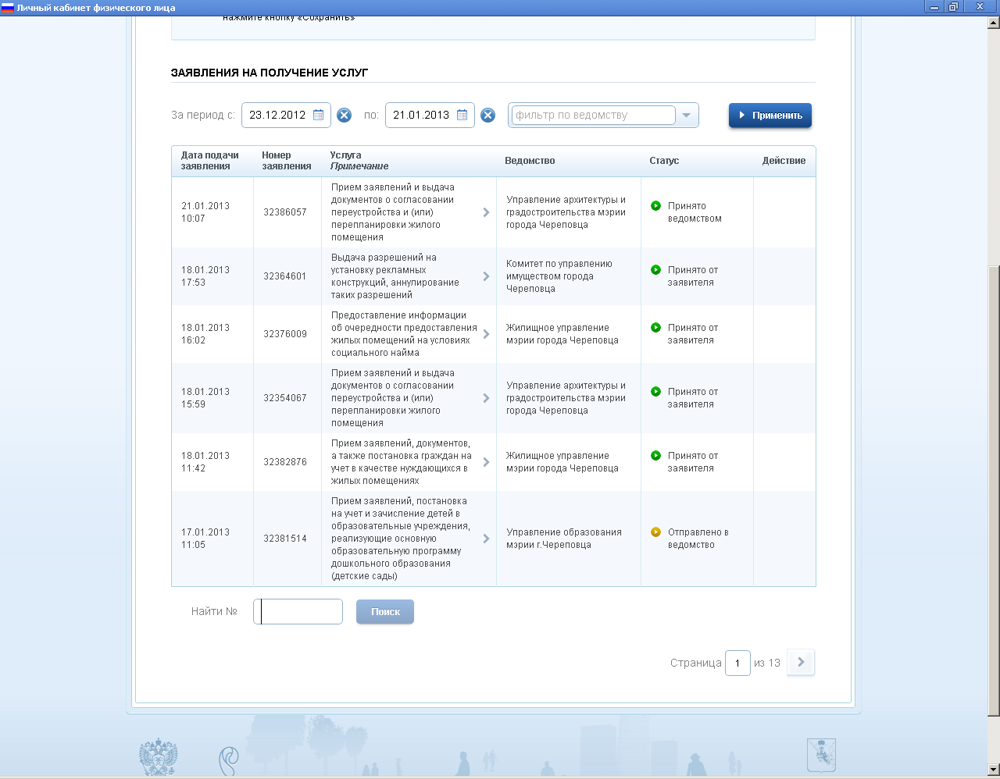 Личный кабинет физического лица
нажмите кнопку «Сохранить»
ЗАЯВЛЕНИЯ НА ПОЛУЧЕНИЕ УСЛУГ
За период с: 23.12.2012 по: 21.01.2013 фильтр по ведомству Применить
Дата подачи заявления
Номер заявления
Услуга
Примечание
Ведомство
Статус
Действие
21.01.2013
10:07
32386057
Прием заявлений и выдача
документов о согласовании
переустройства и (или)
перепланировки жилого
помещения
Управление архитектуры и
градостроительства мэрии
города Череповца
Принято
ведомством
18.01.2013
17:53
32364601
Выдача разрешений на
установку рекламных
конструкций, аннулирование
таких разрешений
Комитет по управлению
имуществом города
Череповца
Принято от
заявителя
18.01.2013
16:02
32376009
Предоставление информации
об очередности предоставления
жилых помещений на условиях
социального найма
Жилищное управление
мэрии города Череповца
Принято от
заявителя
18.01.2013
15:59
32354067
Прием заявлений и выдача
документов о согласовании
переустройства и (или)
перепланировки жилого
помещения
Управление архитектуры и
градостроительства мэрии
города Череповца
Принято от
заявителя
18.01.2013
11:42
32382876
Прием заявлений, документов,
а также постановка граждан на
учет в качестве нуждающихся в
жилых помещениях
Жилищное управление
мэрии города Череповца
Принято от
заявителя
17.01.2013
11:05
32381514
Прием заявлений, постановка
на учет и зачисление детей в
образовательные учреждения,
реализующие основную
образовательную программу
дошкольного образования
(детские сады)
Управление образования
мэрии г.Череповца
Отправлено в
ведомство
Найти № Поиск
Страница 1 из 13